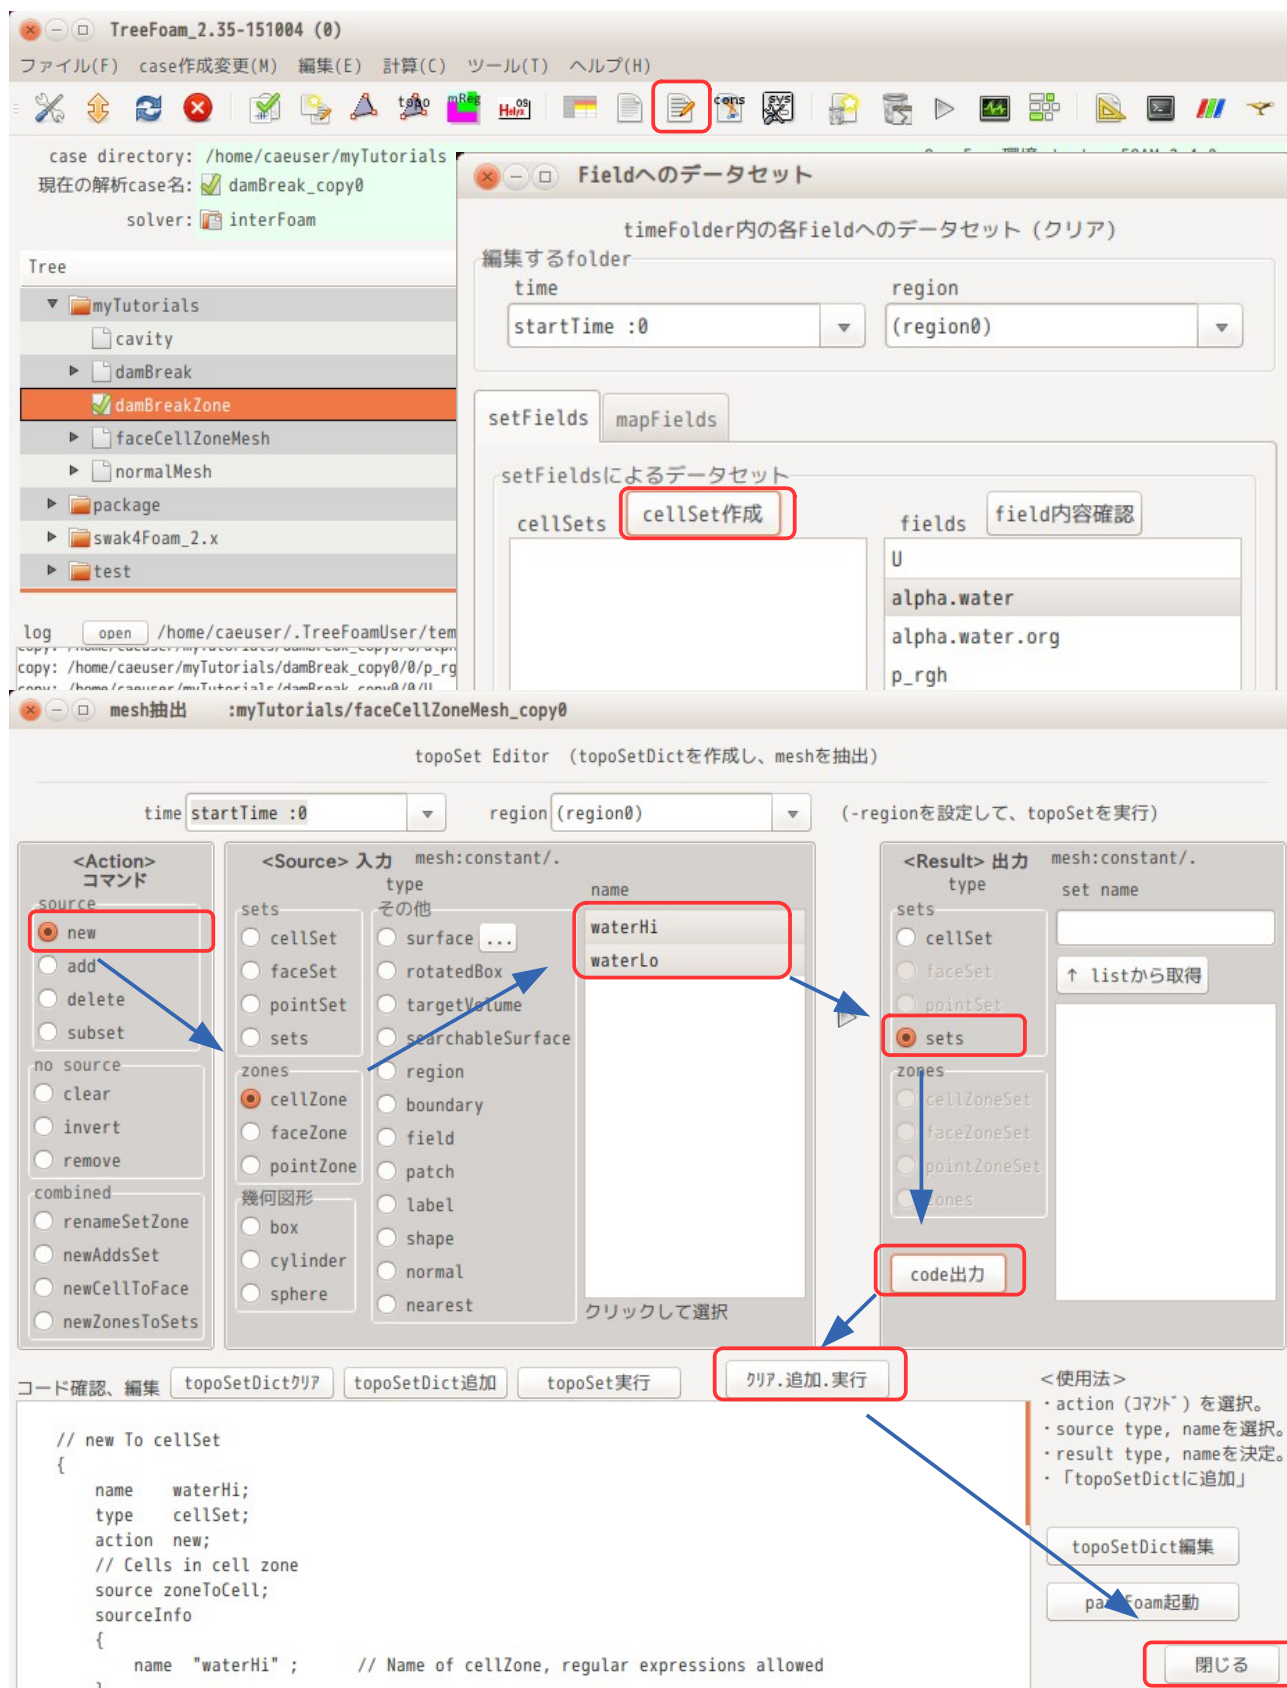 TreeFoam_2.35-151004 (0)
ファイル(F) case作成変更(M) 編集(E) 計算(C) ツール(T) ヘルプ(H)
topo mReg Helyx OS cons sys
case directory: /home/caeuser/myTutorials
現在の解析case名: damBreak_copy0
solver: interFoam
Tree
myTutorials
cavity
damBreak
damBreakZone
faceCellZoneMesh
normalMesh
package
swak4Foam_2.x
test
log open /home/caeuser/.TreeFoamUser/tem
copy: /home/caeuser/myTutorials/damBreak_copy0/0/p_rg
copy: /home/caeuser/myTutorials/damBreak_copy0/0/U
Fieldへのデータセット
timeFolder内の各Fieldへのデータセット (クリア)
編集するfolder
time region
startTime :0 (region0)
setFields mapFields
setFieldsによるデータセット
cellSets cellSet作成 fields field内容確認
U
alpha.water
alpha.water.org
p_rgh
mesh抽出 :myTutorials/faceCellZoneMesh_copy0
topoSet Editor (topoSetDictを作成し、meshを抽出)
time startTime :0 region (region0) (-regionを設定して、topoSetを実行)
<Action>
コマンド
source
new
add
delete
subset
no source
clear
invert
remove
combined
renameSetZone
newAddsSet
newCellToFace
newZonesToSets
<Source> 入力 mesh:constant/.
type
sets
cellSet
faceSet
pointSet
sets
zones
cellZone
faceZone
pointZone
幾何図形
box
cylinder
sphere
その他
surface ...
rotatedBox
targetVolume
searchableSurface
region
boundary
field
patch
label
shape
normal
nearest
name
waterHi
waterLo
クリックして選択
<Result> 出力 mesh:constant/.
type set name
sets
cellSet
faceSet
pointSet
sets
zones
cellZoneSet
faceZoneSet
pointZoneSet
zones
↑ listから取得
code出力
コード確認、編集 topoSetDictクリア topoSetDict追加 topoSet実行 クリア.追加.実行
// new To cellSet
{
name waterHi;
type cellSet;
action new;
// Cells in cell zone
source zoneToCell;
sourceInfo
{
name "waterHi" ; // Name of cellZone, regular expressions allowed
<使用法>
・action (コマンド) を選択。
・source type, nameを選択。
・result type, nameを決定。
・「topoSetDictに追加」
topoSetDict編集
閉じる